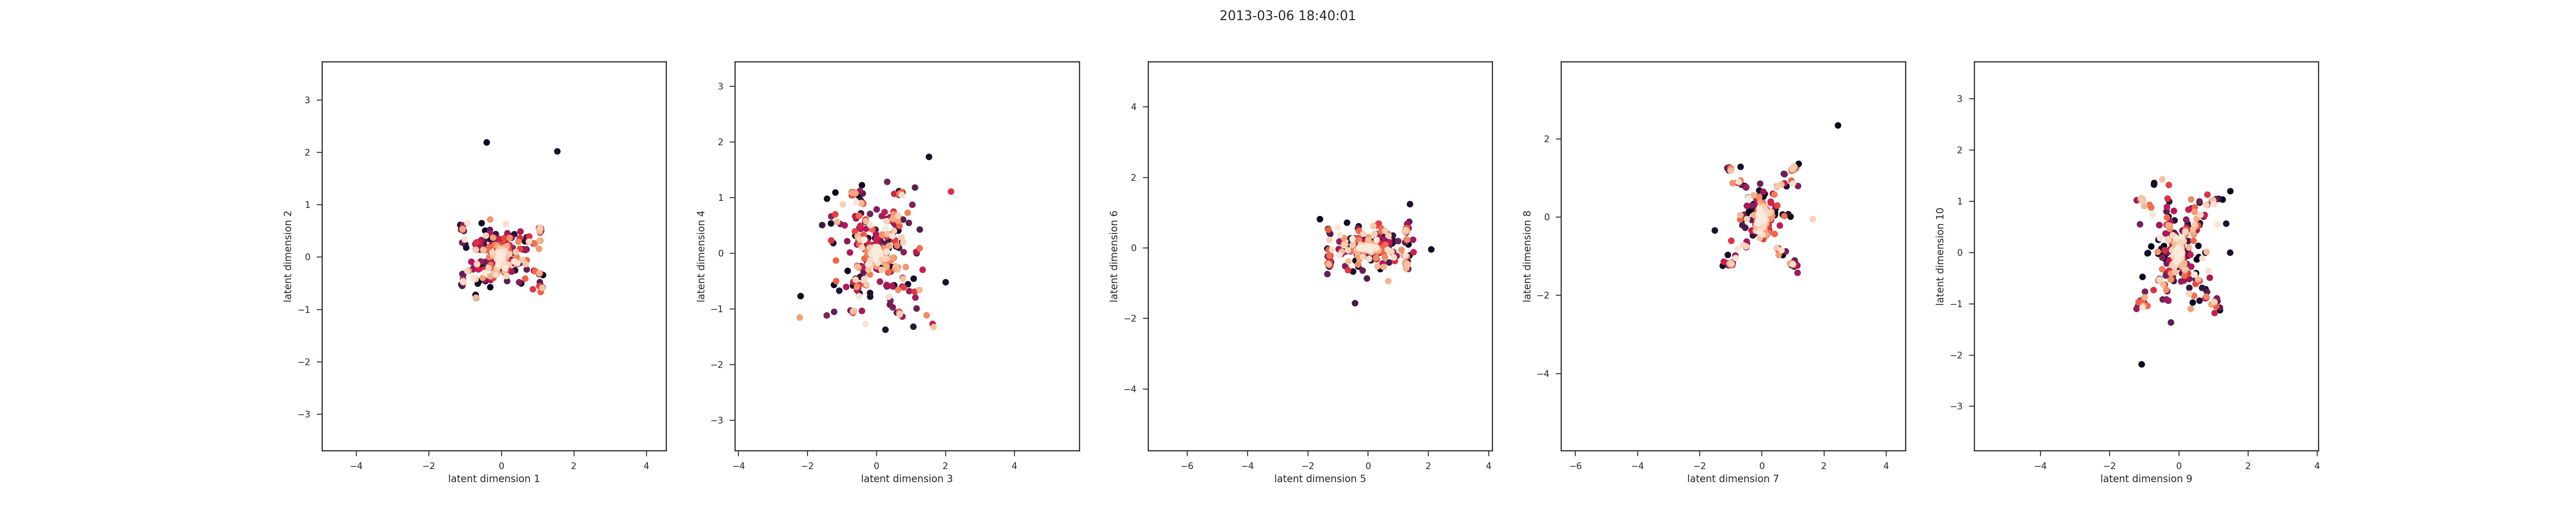 2013-03-06 18:40:01
3
2
1
0
−1
−2
−3
latent dimension 2
−4 −2 0 2 4
latent dimension 1
3
2
1
0
−1
−2
−3
latent dimension 4
−4 −2 0 2 4
latent dimension 3
4
2
0
−2
−4
latent dimension 6
−6 −4 −2 0 2 4
latent dimension 5
2
0
−2
−4
latent dimension 8
−6 −4 −2 0 2 4
latent dimension 7
3
2
1
0
−1
−2
−3
latent dimension 10
−4 −2 0 2 4
latent dimension 9